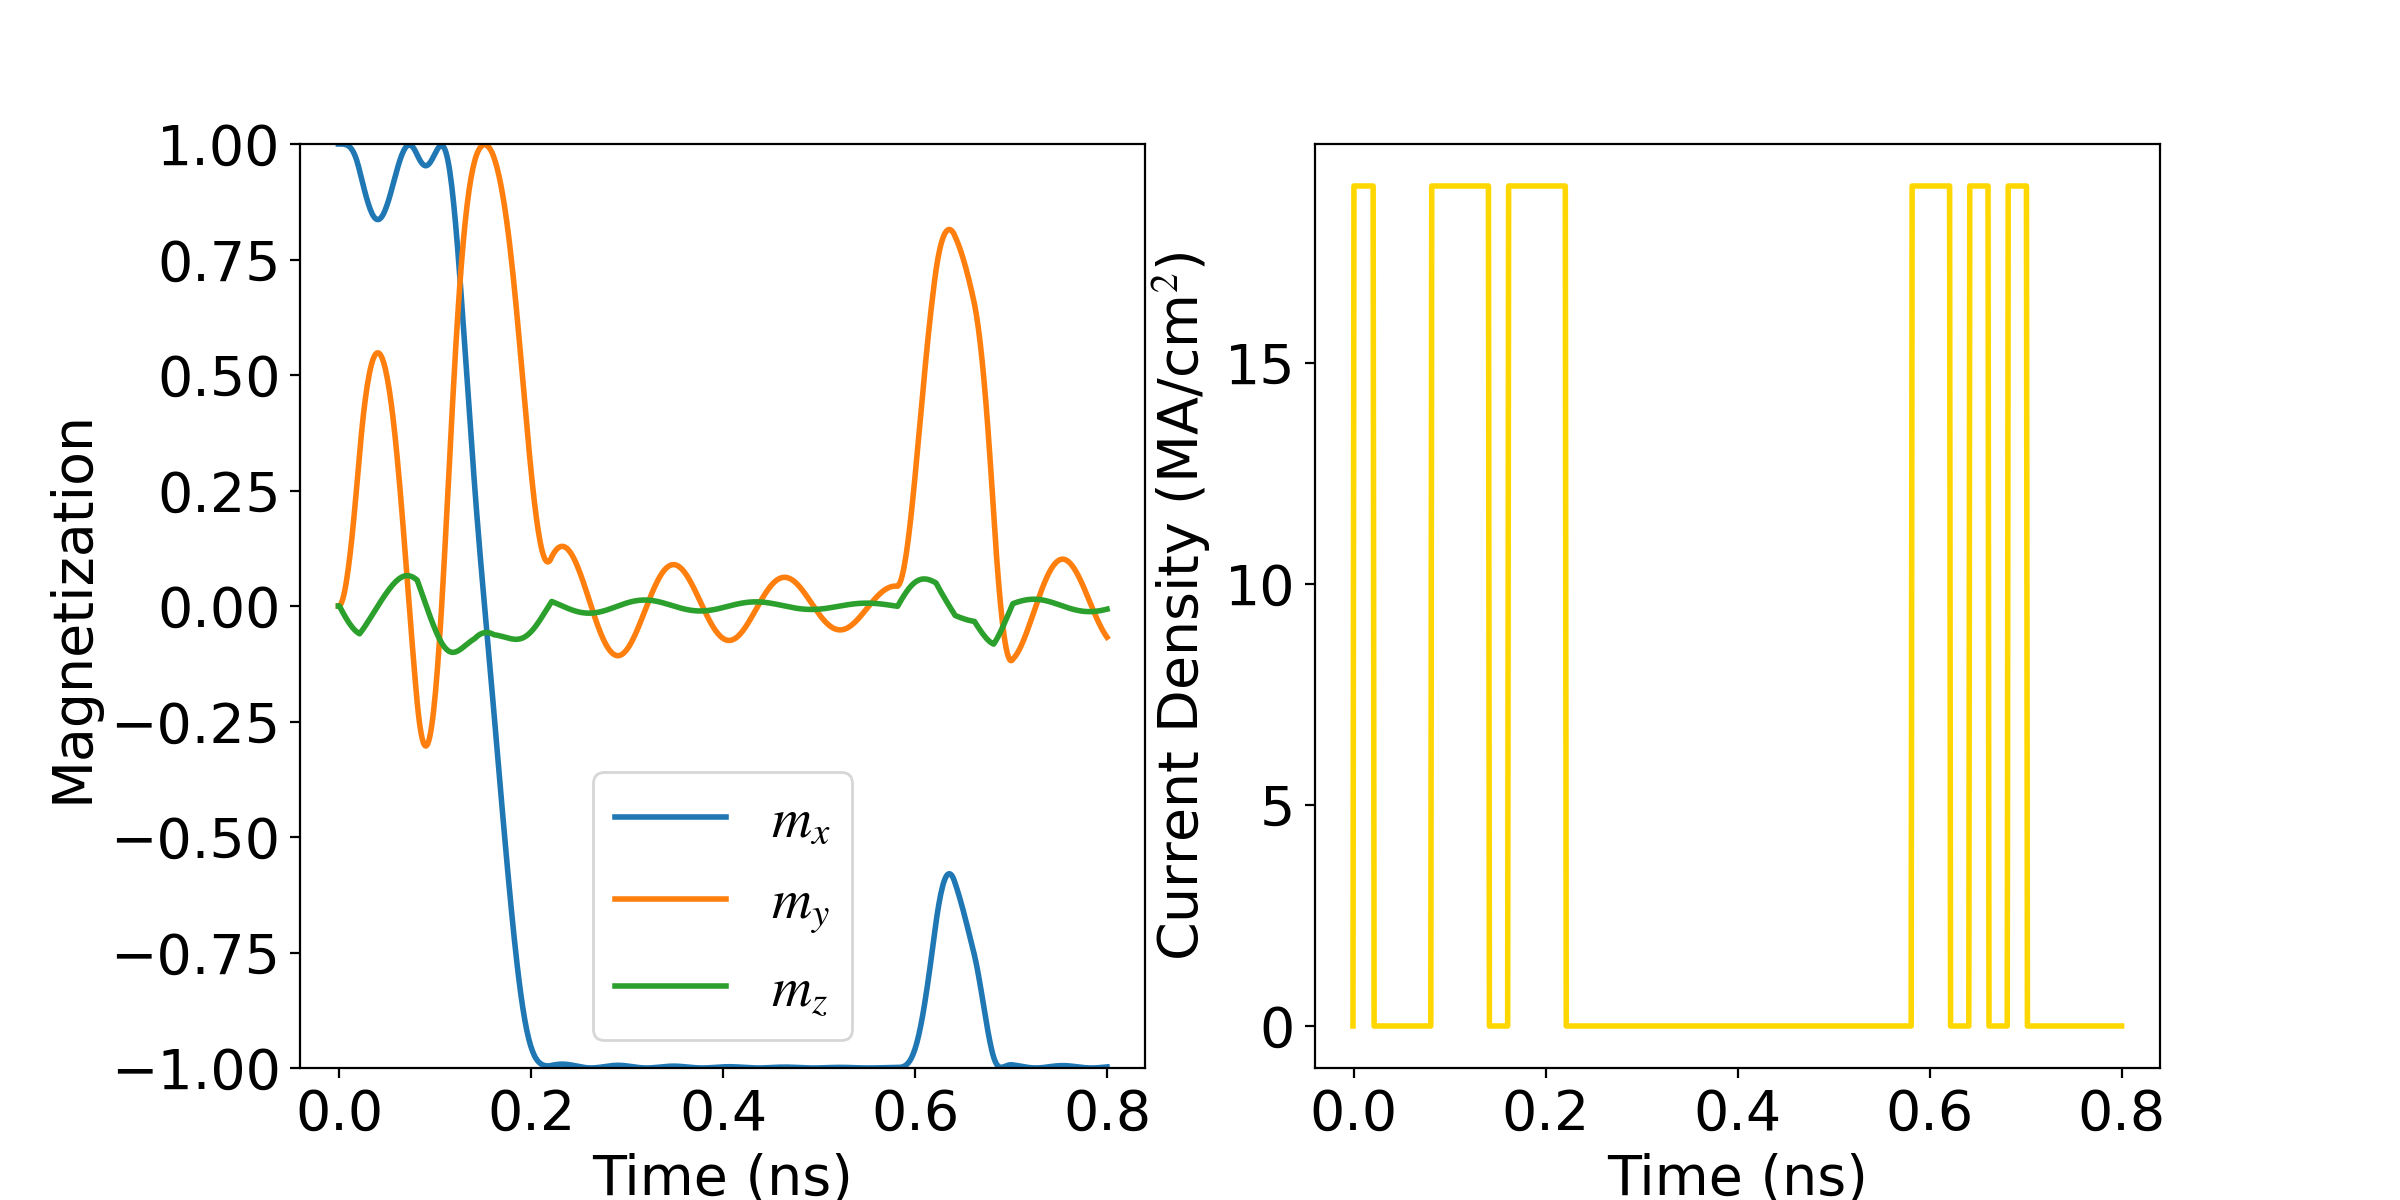 Magnetization
1.00
0.75
0.50
0.25
0.00
−0.25
−0.50
−0.75
−1.00
0.0 0.2 0.4 0.6 0.8
Time (ns)
m_x
m_y
m_z
Current Density (MA/cm²)
15
10
5
0
0.0 0.2 0.4 0.6 0.8
Time (ns)